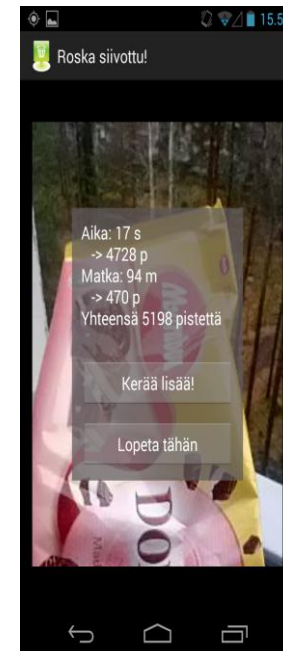 15.5
Roska siivottu!
Aika: 17 s
-> 4728 p
Matka: 94 m
-> 470 p
Yhteensä 5198 pistettä
Kerää lisää!
Lopeta tähän